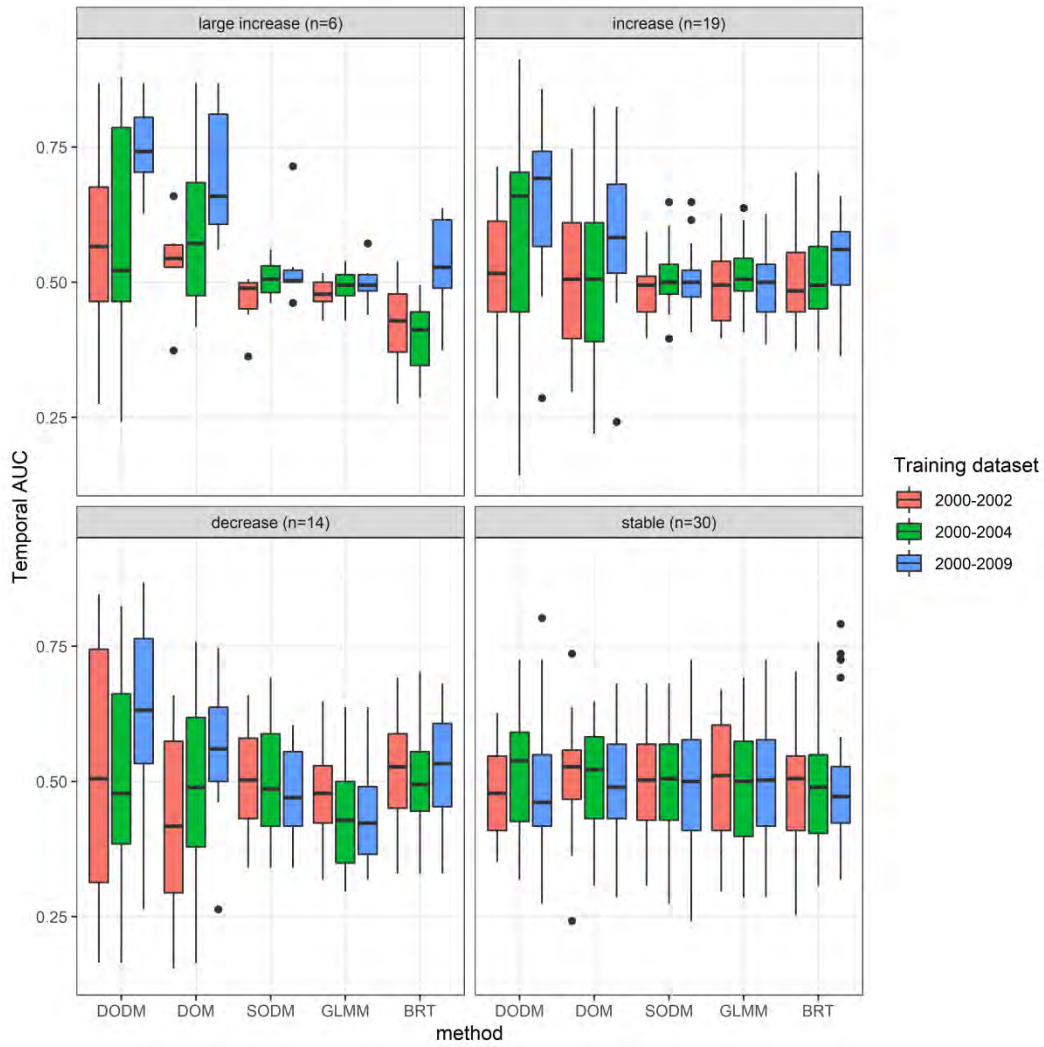 large increase (n=6)
increase (n=19)
0.75
0.50
0.25
Temporal AUC
decrease (n=14)
stable (n=30)
0.75
0.50
0.25
DODM DOM SODM GLMM BRT
DODM DOM SODM GLMM BRT
method
Training dataset
2000-2002
2000-2004
2000-2009